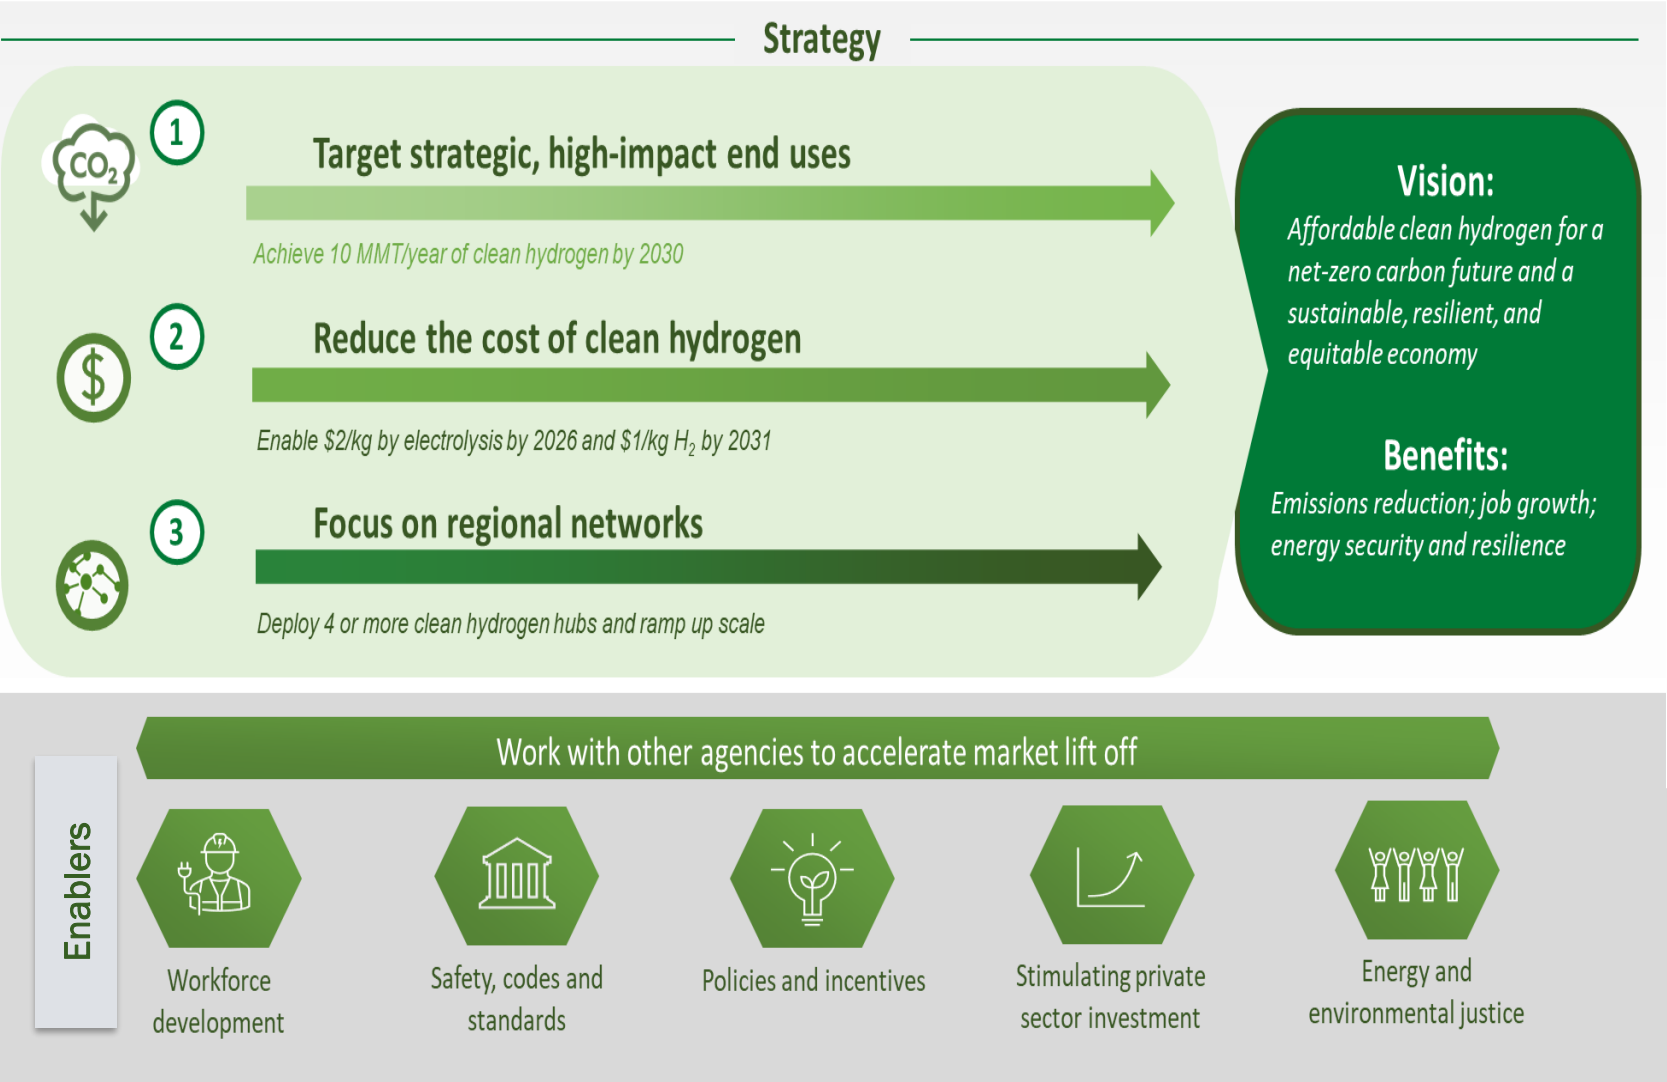 Strategy
CO2
1
Target strategic, high-impact end uses
Achieve 10 MMT/year of clean hydrogen by 2030
2
$
Reduce the cost of clean hydrogen
Enable $2/kg by electrolysis by 2026 and $1/kg H2 by 2031
3
Focus on regional networks
Deploy 4 or more clean hydrogen hubs and ramp up scale
Vision:
Affordable clean hydrogen for a
net-zero carbon future and a
sustainable, resilient, and
equitable economy
Benefits:
Emissions reduction; job growth;
energy security and resilience
Enablers
Work with other agencies to accelerate market lift off
Workforce
development
Safety, codes and
standards
Policies and incentives
Stimulating private
sector investment
Energy and
environmental justice